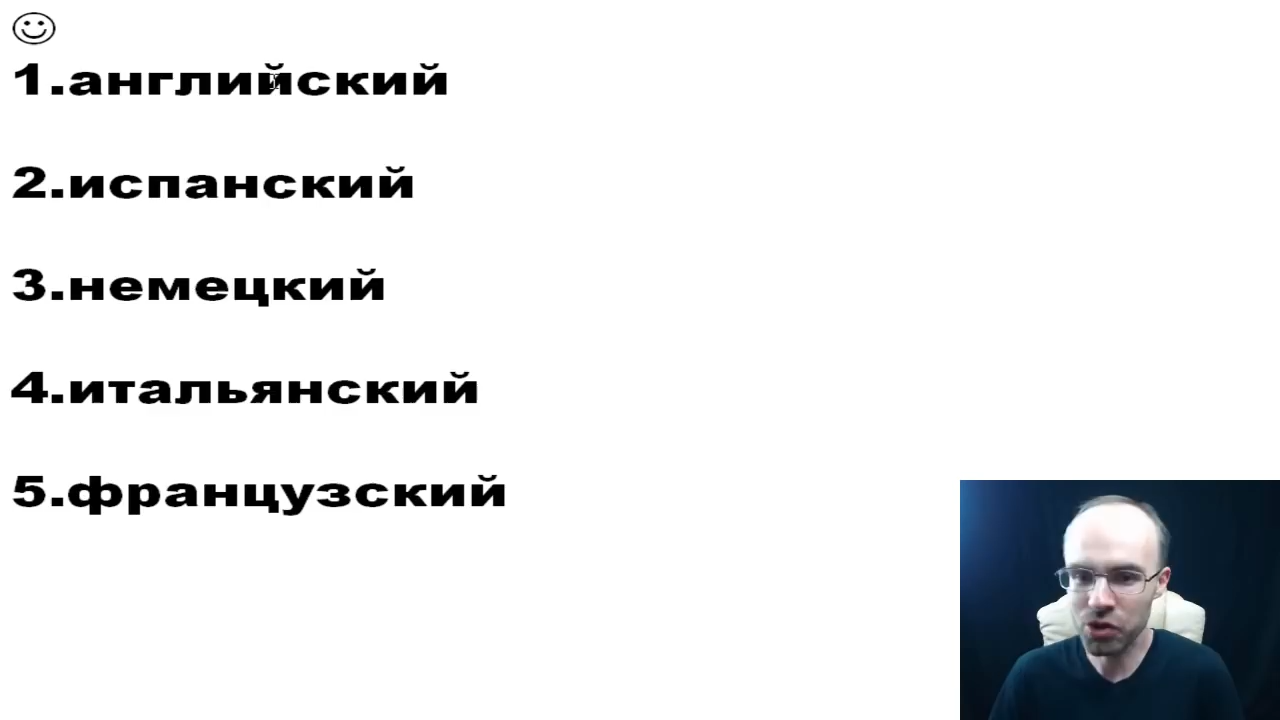 1.английский
2.испанский
3.немецкий
4.итальянский
5.французский